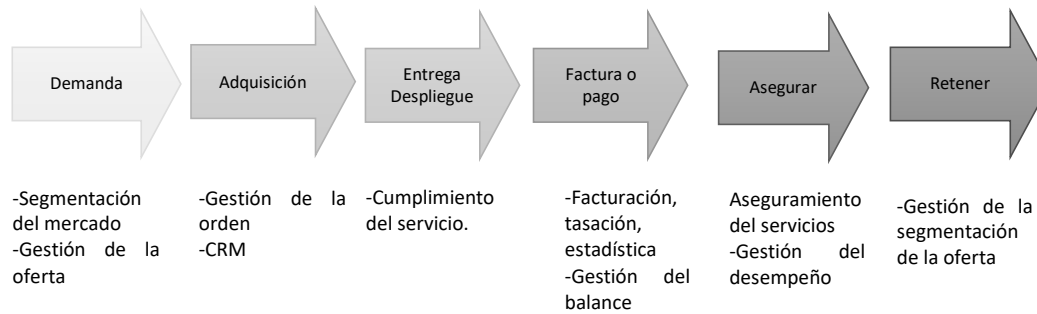 Demanda
Adquisición
Entrega
Despliegue
Factura o
pago
Asegurar
Retener
-Segmentación
del mercado
-Gestión de la
oferta
-Gestión de la
orden
-CRM
-Cumplimiento
del servicio.
-Facturación,
tasación,
estadística
-Gestión del
balance
Aseguramiento
del servicios
-Gestión del
desempeño
-Gestión de la
segmentación
de la oferta